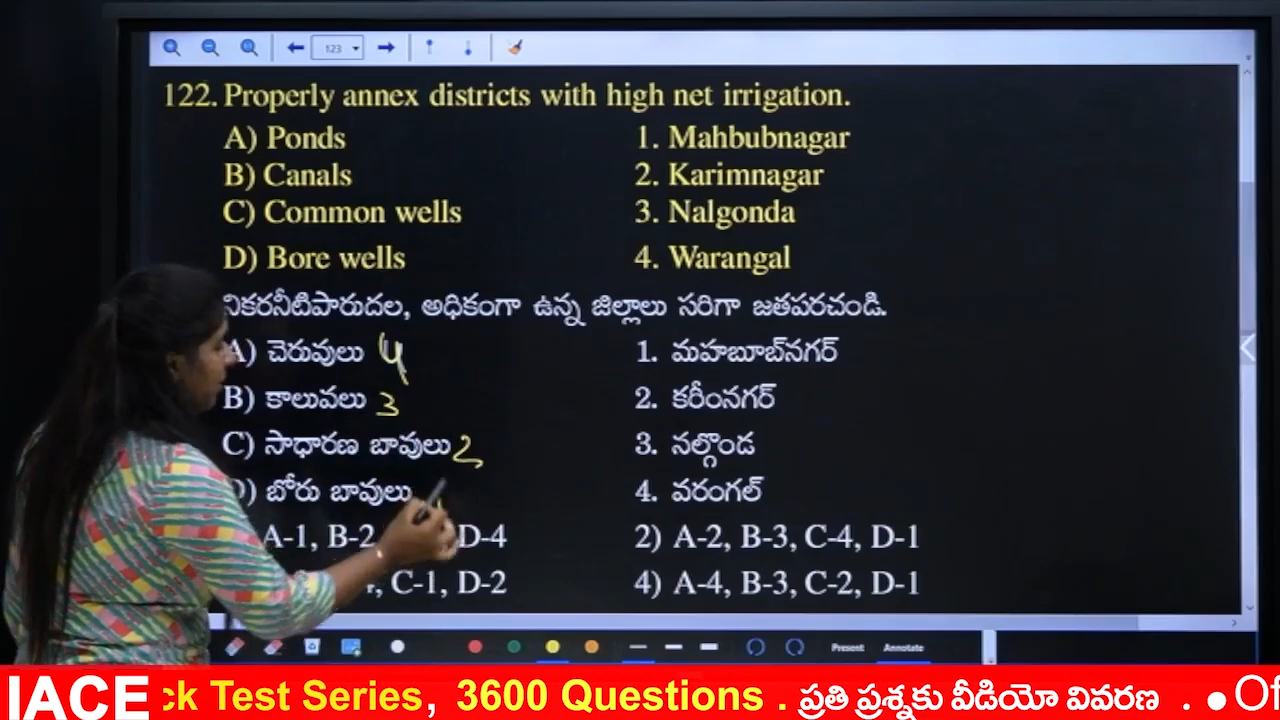 123
122. Properly annex districts with high net irrigation.
A) Ponds 1. Mahbubnagar
B) Canals 2. Karimnagar
C) Common wells 3. Nalgonda
D) Bore wells 4. Warangal
నికరనీటిపారుదల, అధికంగా ఉన్న జిల్లాలు సరిగా జతపరచండి.
A) చెరువులు 4 1. మహబూబ్‌నగర్
B) కాలువలు 3 2. కరీంనగర్
C) సాధారణ బావులు 2 3. నల్గొండ
D) బోరు బావులు 4. వరంగల్
A-1, B-2, D-4 2) A-2, B-3, C-4, D-1
, C-1, D-2 4) A-4, B-3, C-2, D-1
Present Annotate
IACE ck Test Series, 3600 Questions . ప్రతి ప్రశ్నకు వీడియో వివరణ . ● Of